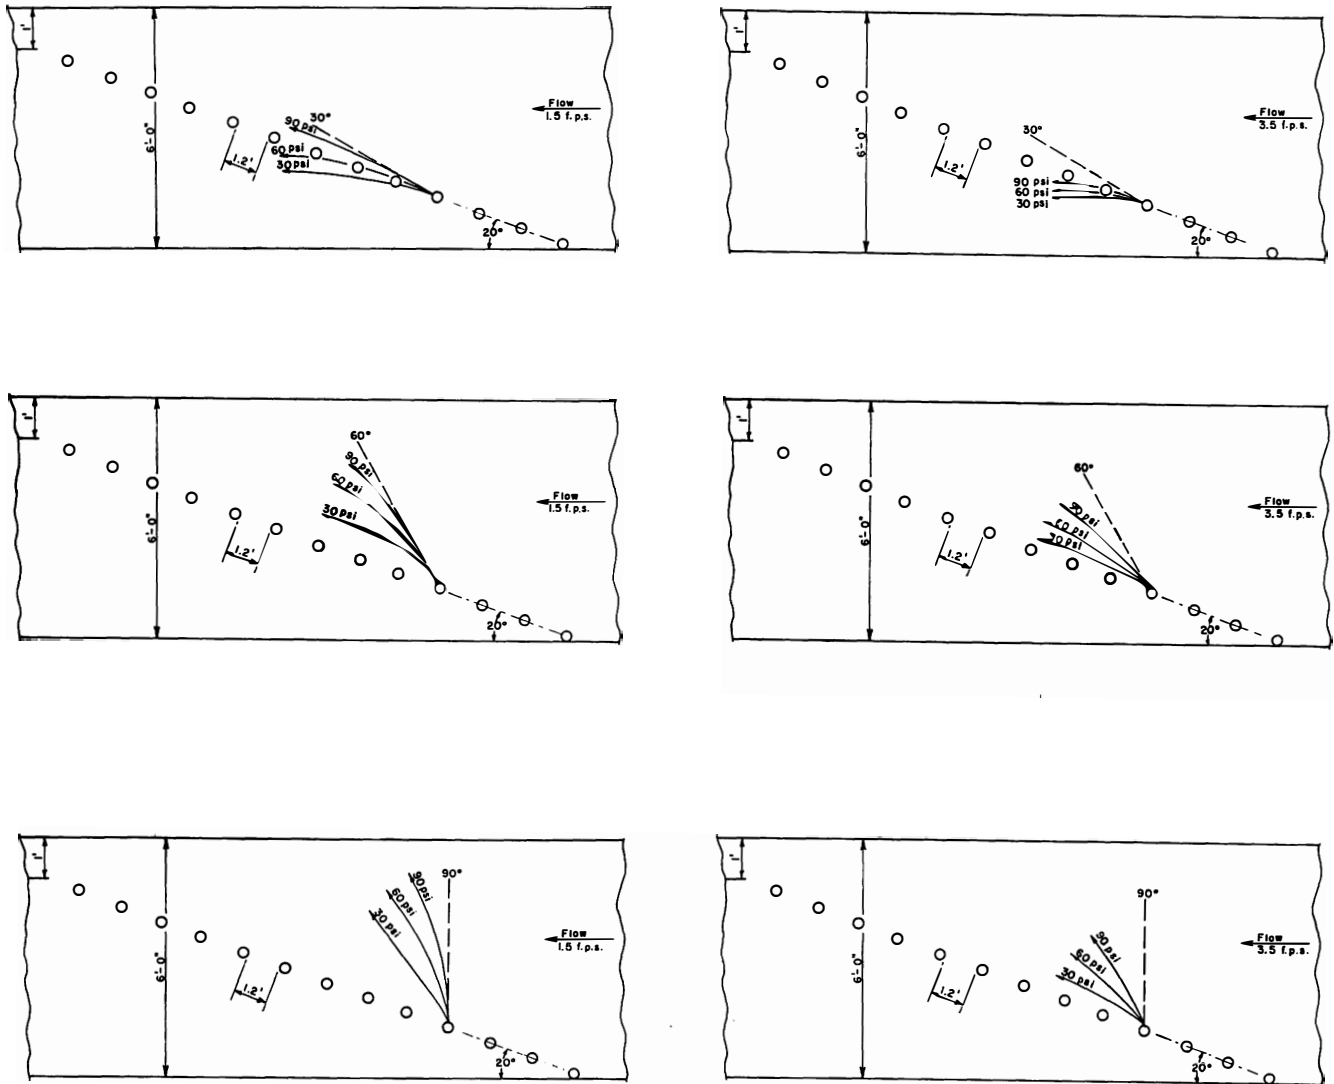 1'
6'-0"
1.2'
30°
90 psi
60 psi
30 psi
20°
Flow
1.5 f.p.s.
1'
6'-0"
1.2'
30°
90 psi
60 psi
30 psi
20°
Flow
3.5 f.p.s.
1'
6'-0"
1.2'
60°
90 psi
60 psi
30 psi
20°
Flow
1.5 f.p.s.
1'
6'-0"
1.2'
60°
90 psi
60 psi
30 psi
20°
Flow
3.5 f.p.s.
1'
6'-0"
1.2'
90°
90 psi
60 psi
30 psi
20°
Flow
1.5 f.p.s.
1'
6'-0"
1.2'
90°
90 psi
60 psi
30 psi
20°
Flow
3.5 f.p.s.